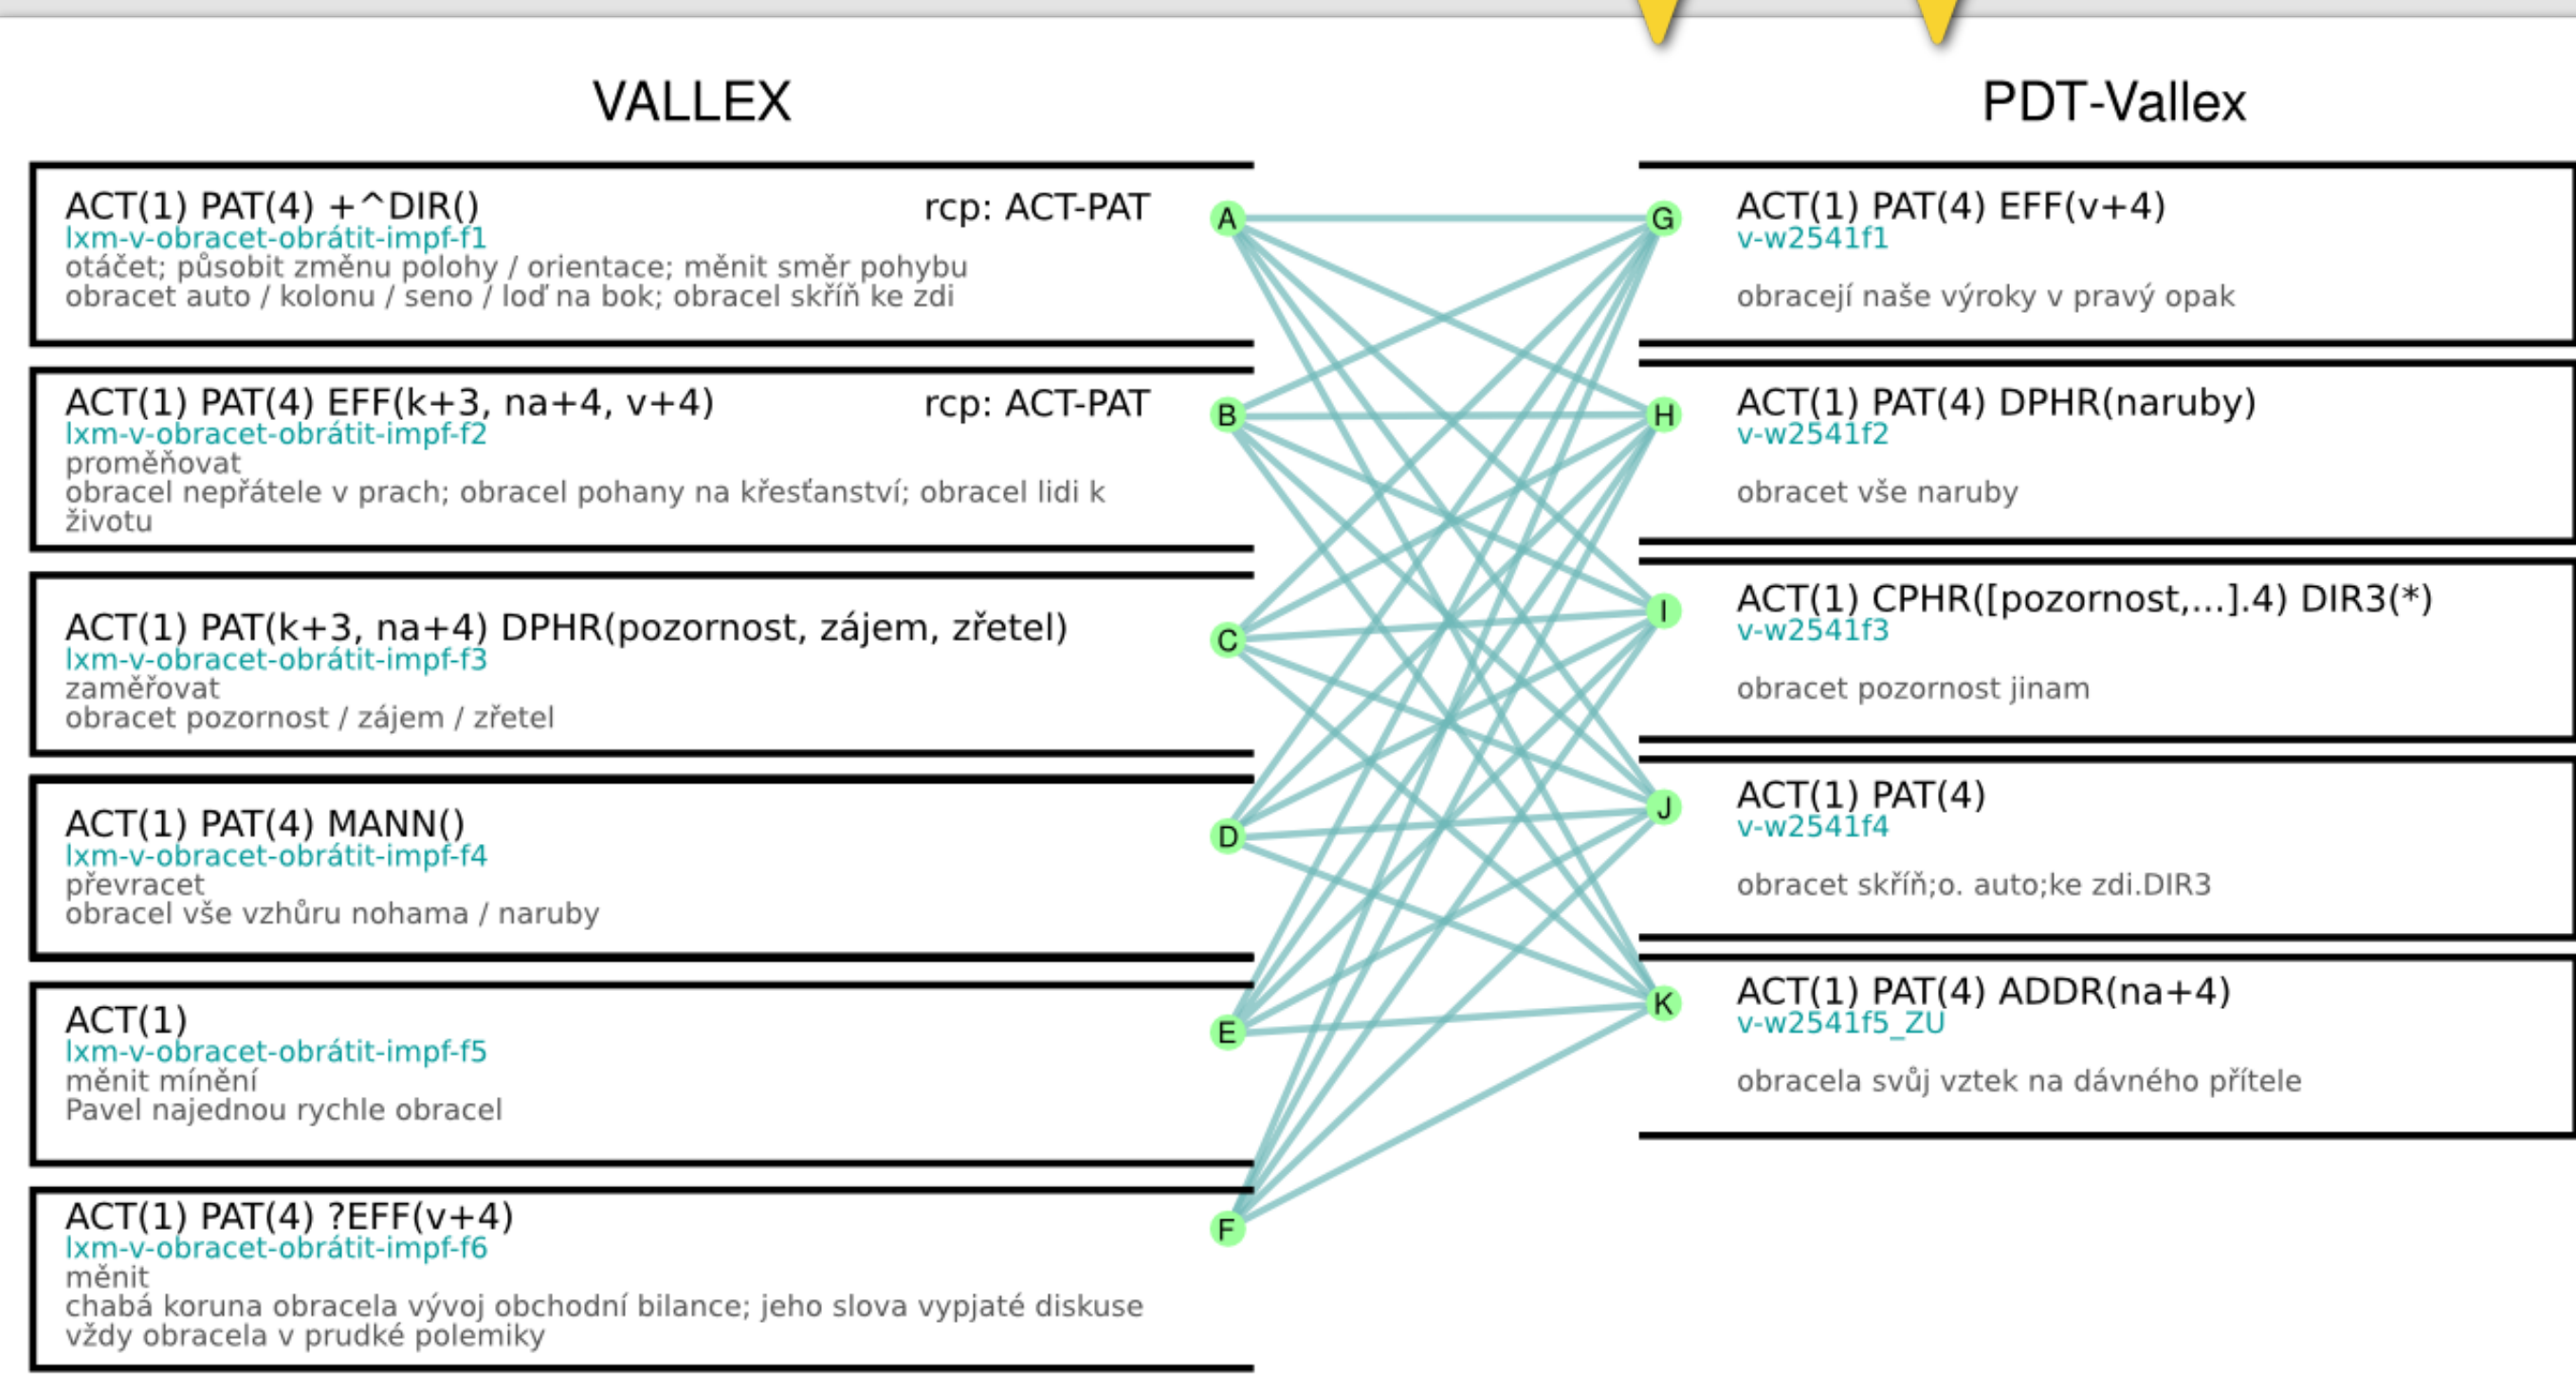 VALLEX
PDT-Vallex
ACT(1) PAT(4) +^DIR()
rcp: ACT-PAT
lxm-v-obracet-obrátit-impf-f1
otáčet; působit změnu polohy / orientace; měnit směr pohybu
obracet auto / kolonu / seno / loď na bok; obracel skříň ke zdi
ACT(1) PAT(4) EFF(k+3, na+4, v+4)
rcp: ACT-PAT
lxm-v-obracet-obrátit-impf-f2
proměňovat
obracel nepřátele v prach; obracel pohany na křesťanství; obracel lidi k
životu
ACT(1) PAT(k+3, na+4) DPHR(pozornost, zájem, zřetel)
lxm-v-obracet-obrátit-impf-f3
zaměřovat
obracet pozornost / zájem / zřetel
ACT(1) PAT(4) MANN()
lxm-v-obracet-obrátit-impf-f4
převracet
obracel vše vzhůru nohama / naruby
ACT(1)
lxm-v-obracet-obrátit-impf-f5
měnit mínění
Pavel najednou rychle obracel
ACT(1) PAT(4) ?EFF(v+4)
lxm-v-obracet-obrátit-impf-f6
měnit
chabá koruna obracela vývoj obchodní bilance; jeho slova vypjaté diskuse
vždy obracela v prudké polemiky
A
B
C
D
E
F
G
H
I
J
K
ACT(1) PAT(4) EFF(v+4)
v-w2541f1
obracejí naše výroky v pravý opak
ACT(1) PAT(4) DPHR(naruby)
v-w2541f2
obracet vše naruby
ACT(1) CPHR([pozornost,...].4) DIR3(*)
v-w2541f3
obracet pozornost jinam
ACT(1) PAT(4)
v-w2541f4
obracet skříň;o. auto;ke zdi.DIR3
ACT(1) PAT(4) ADDR(na+4)
v-w2541f5_ZU
obracela svůj vztek na dávného přítele